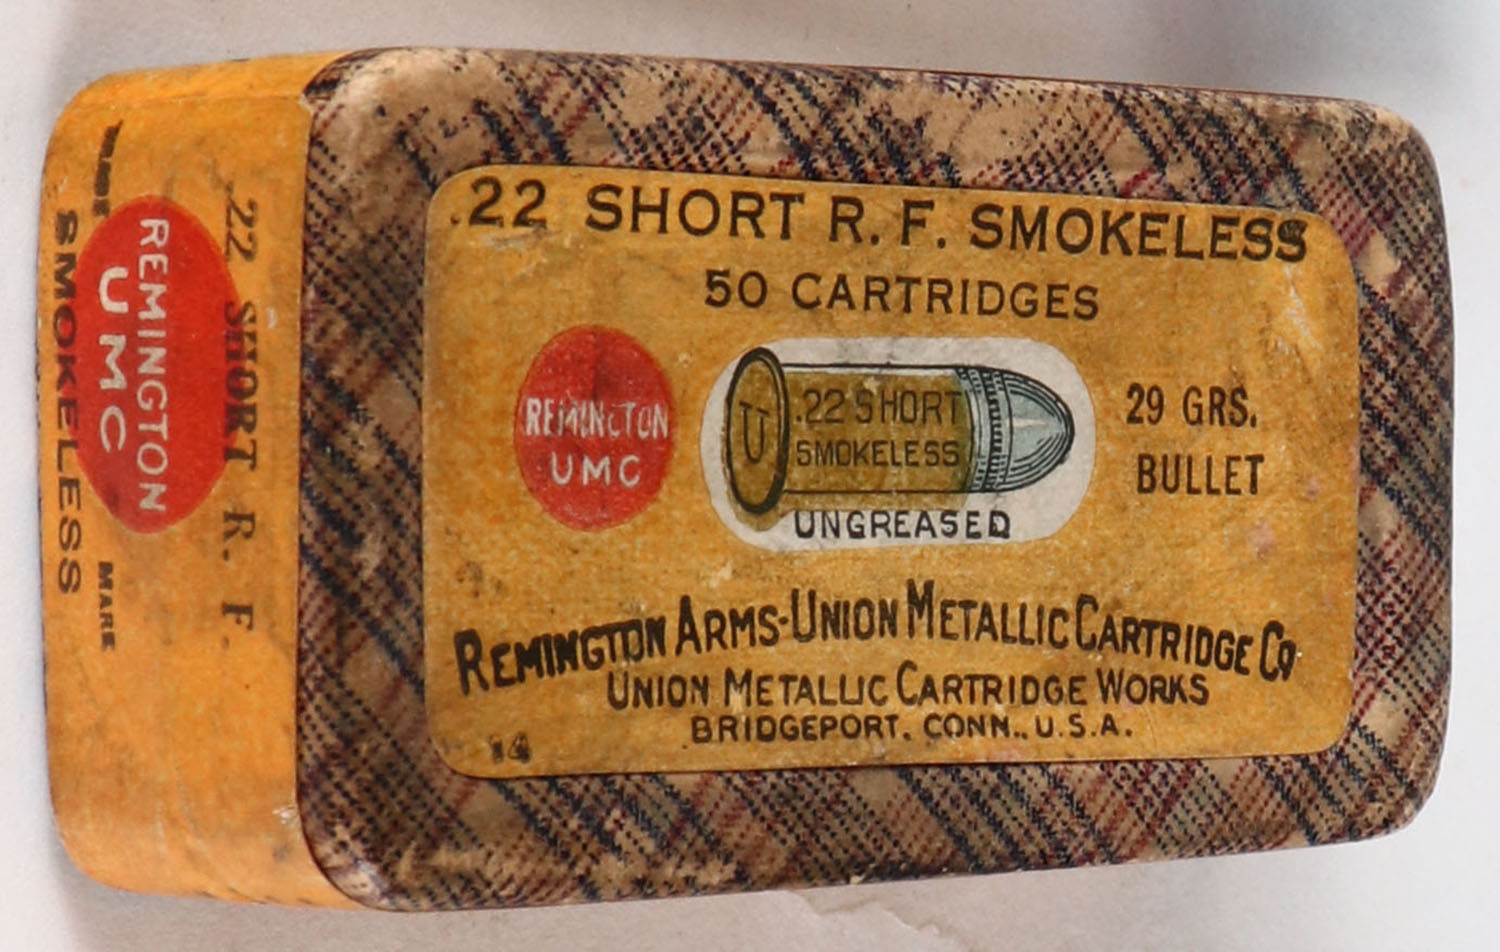 .22 SHORT R. F. SMOKELESS
50 CARTRIDGES
REMINGTON
UMC
U
.22 SHORT
SMOKELESS
UNGREASED
29 GRS.
BULLET
REMINGTON ARMS-UNION METALLIC CARTRIDGE CO.
UNION METALLIC CARTRIDGE WORKS
BRIDGEPORT, CONN., U.S.A.
14
.22 SHORT R. F.
REMINGTON
UMC
MARK
SMOKELESS